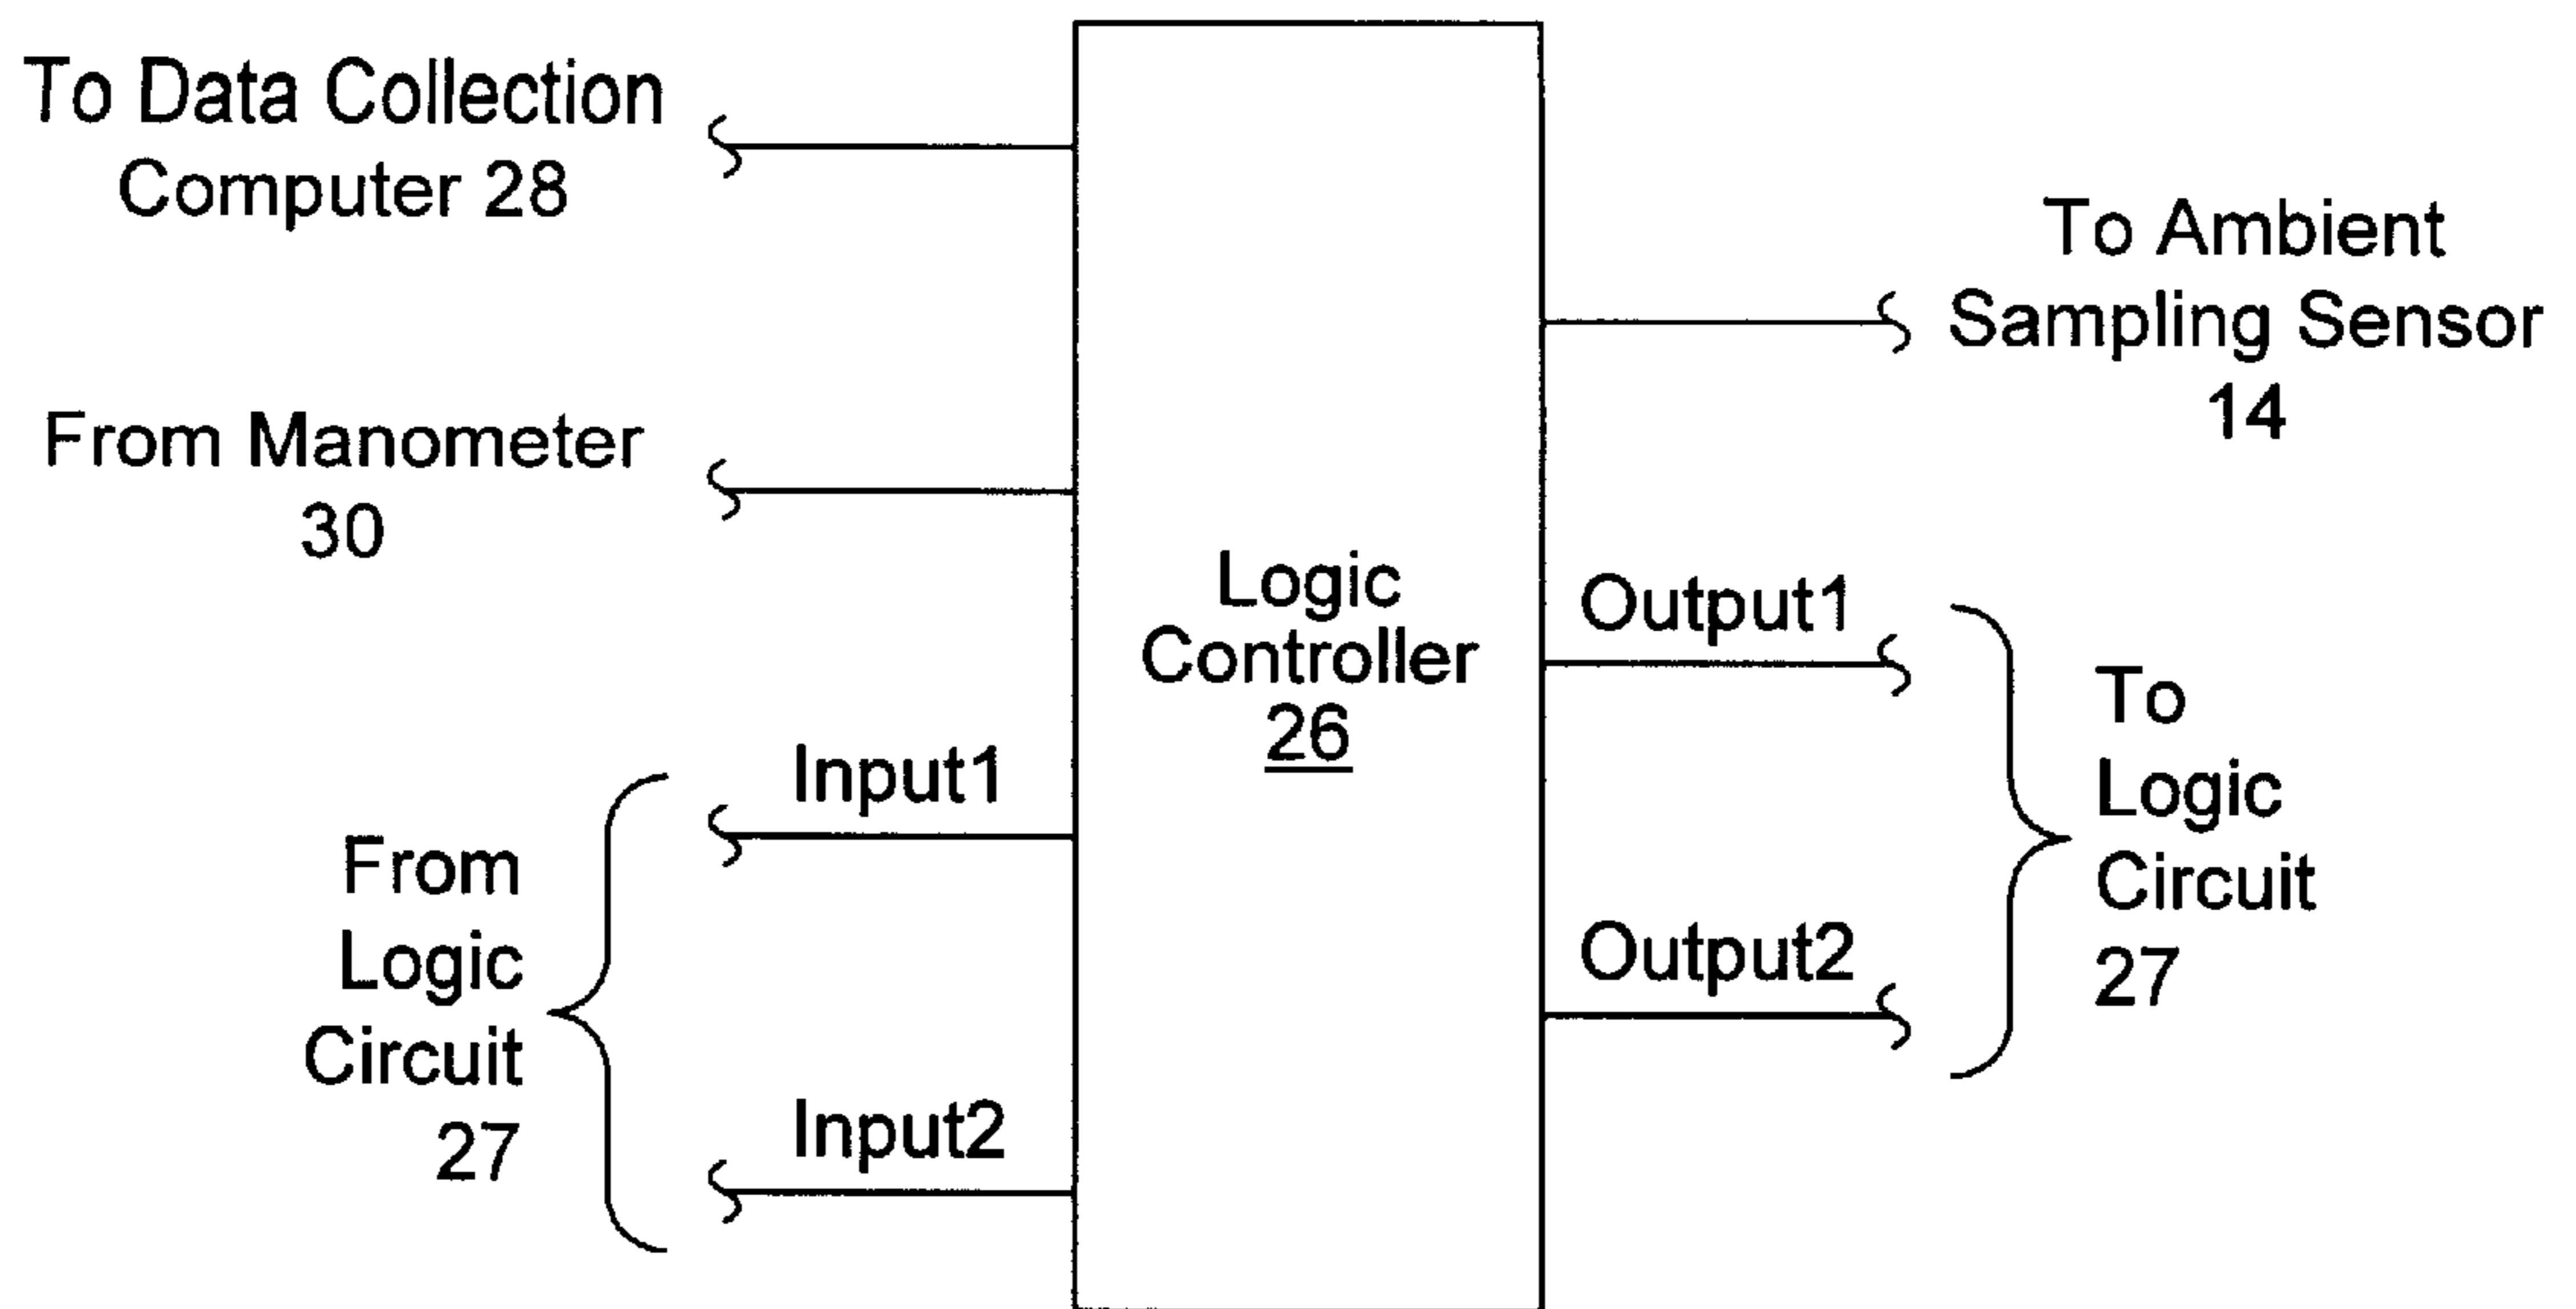 To Data Collection
Computer 28
From Manometer
30
Input1
From
Logic
Circuit
27
Input2
Logic
Controller
26
To Ambient
Sampling Sensor
14
Output1
Output2
To
Logic
Circuit
27